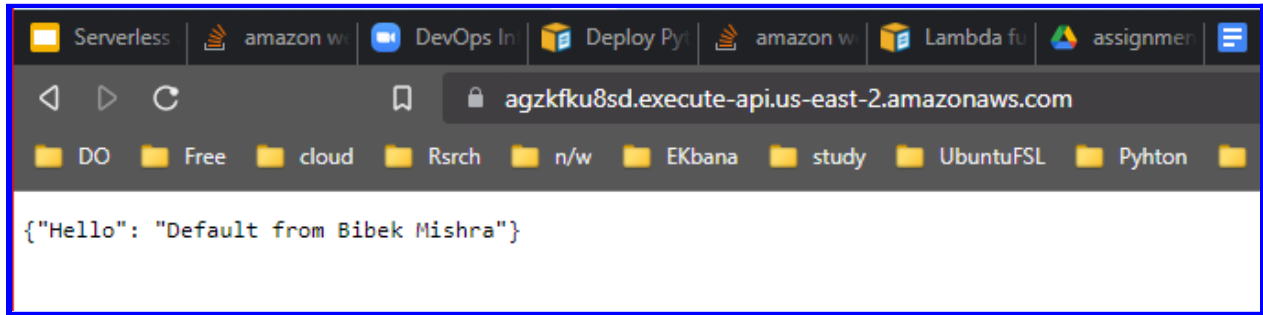 Serverless amazon we DevOps In Deploy Pyt amazon w Lambda fu assignmen
agzkfku8sd.execute-api.us-east-2.amazonaws.com
DO Free cloud Rsrch n/w EKbana study UbuntuFSL Pyhton
{"Hello": "Default from Bibek Mishra"}